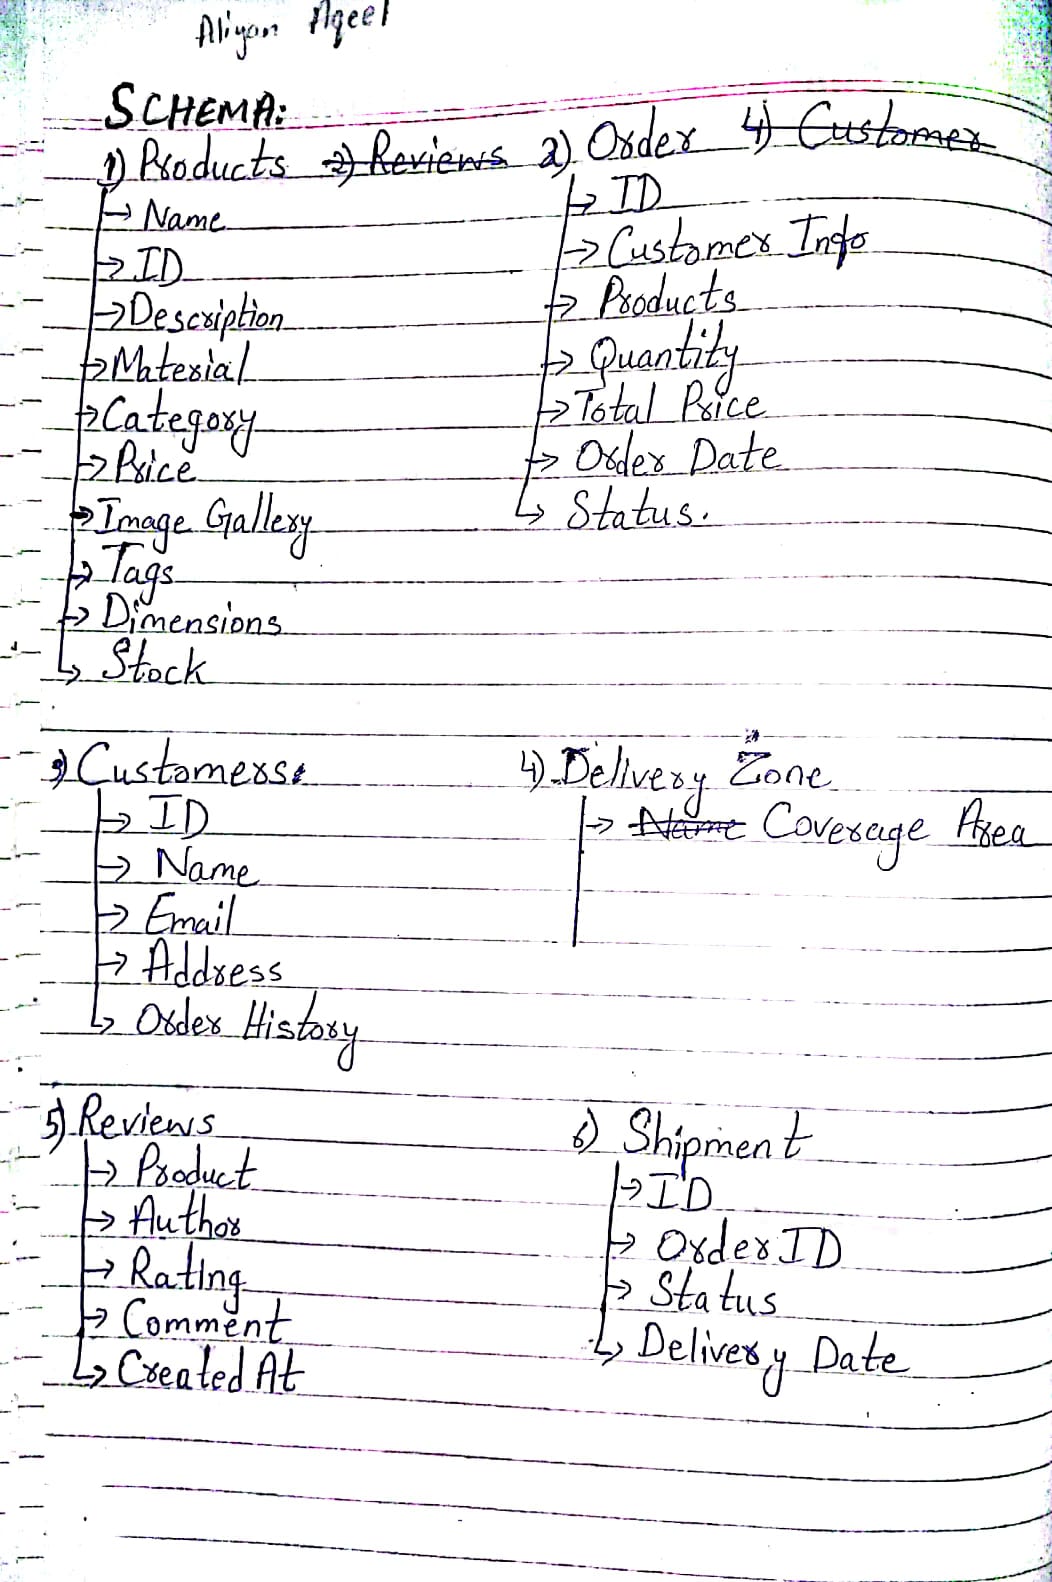 Aliyan Aqeel
SCHEMA:
1) Products 2) Reviews 2) Order 4) Customer
→ Name
→ ID
→ Description
→ Material
→ Category
→ Price
→ Image Gallery
→ Tags
→ Dimensions
→ Stock
→ ID
→ Customer Info
→ Products
→ Quantity
→ Total Price
→ Order Date
→ Status.
3) Customers:
→ ID
→ Name
→ Email
→ Address
→ Order History
4) Delivery Zone
→ Name Coverage Area
5) Reviews
→ Product
→ Author
→ Rating
→ Comment
→ Created At
6) Shipment
→ ID
→ Order ID
→ Status
→ Delivery Date